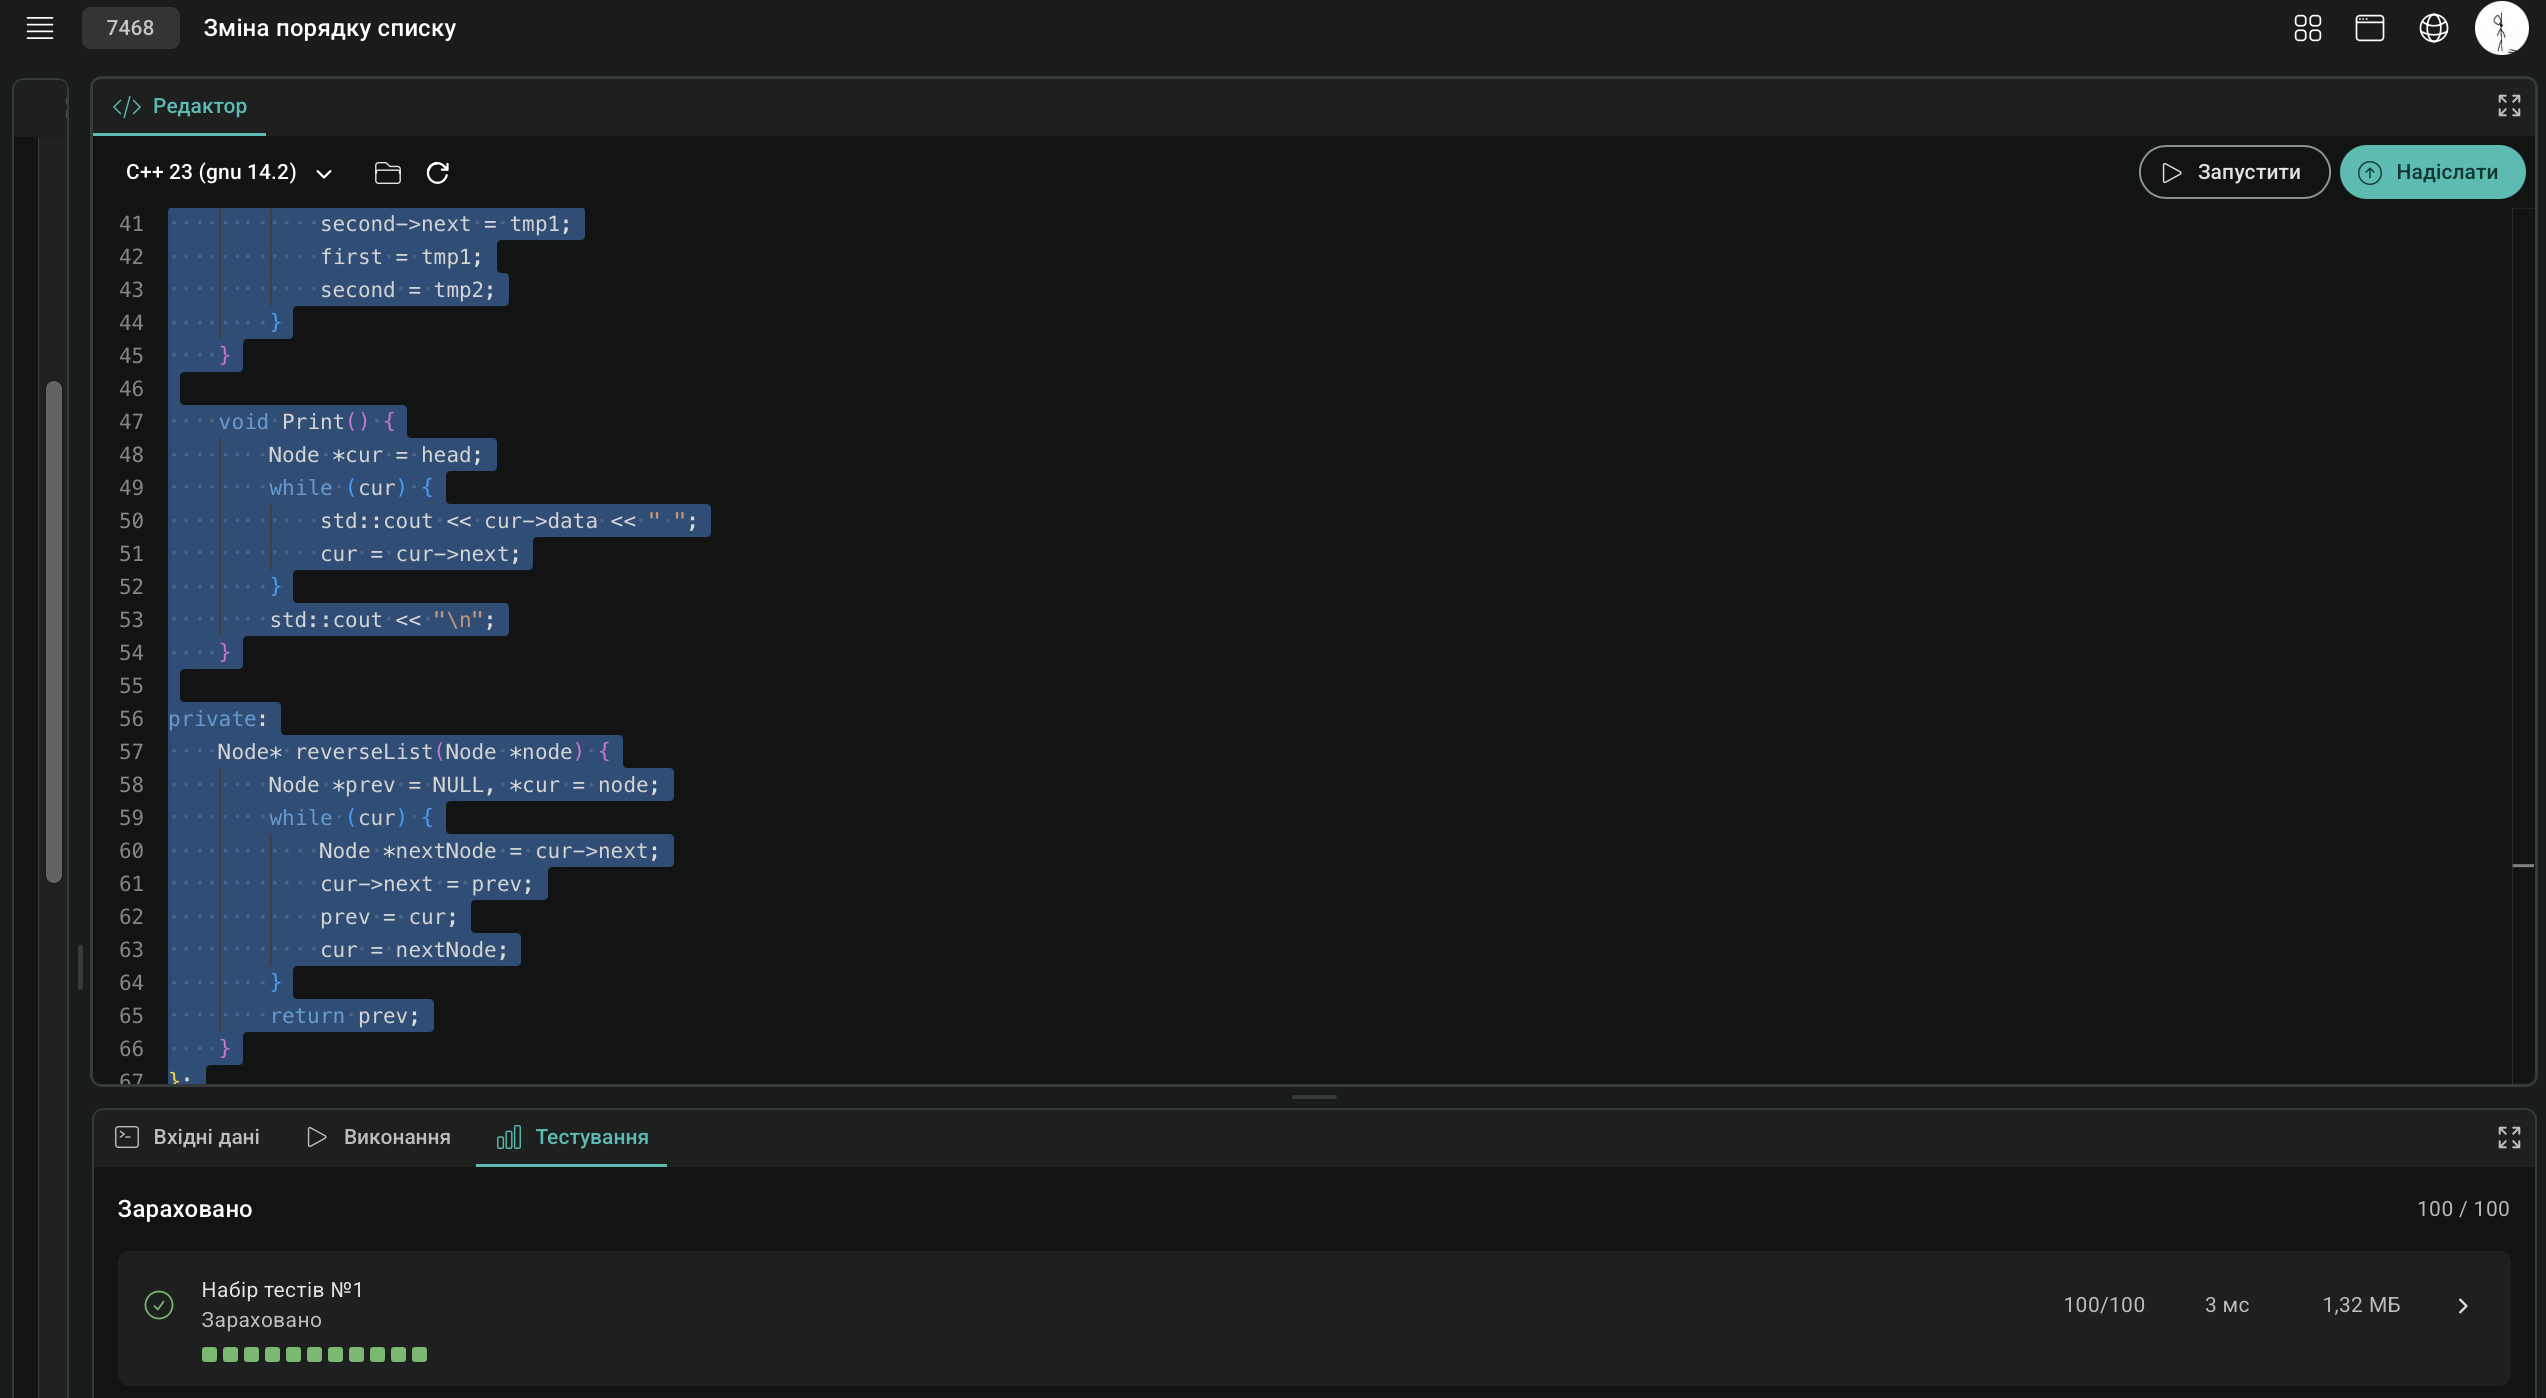 7468 Зміна порядку списку
</> Редактор
C++ 23 (gnu 14.2) Запустити Надіслати
41 second->next = tmp1;
42 first = tmp1;
43 second = tmp2;
44 }
45 }
46
47 void Print() {
48 Node *cur = head;
49 while (cur) {
50 std::cout << cur->data << " ";
51 cur = cur->next;
52 }
53 std::cout << "\n";
54 }
55
56 private:
57 Node* reverseList(Node *node) {
58 Node *prev = NULL, *cur = node;
59 while (cur) {
60 Node *nextNode = cur->next;
61 cur->next = prev;
62 prev = cur;
63 cur = nextNode;
64 }
65 return prev;
66 }
67 };
Вхідні дані Виконання Тестування
Зараховано 100 / 100
Набір тестів №1
Зараховано
100/100 3 мс 1,32 МБ